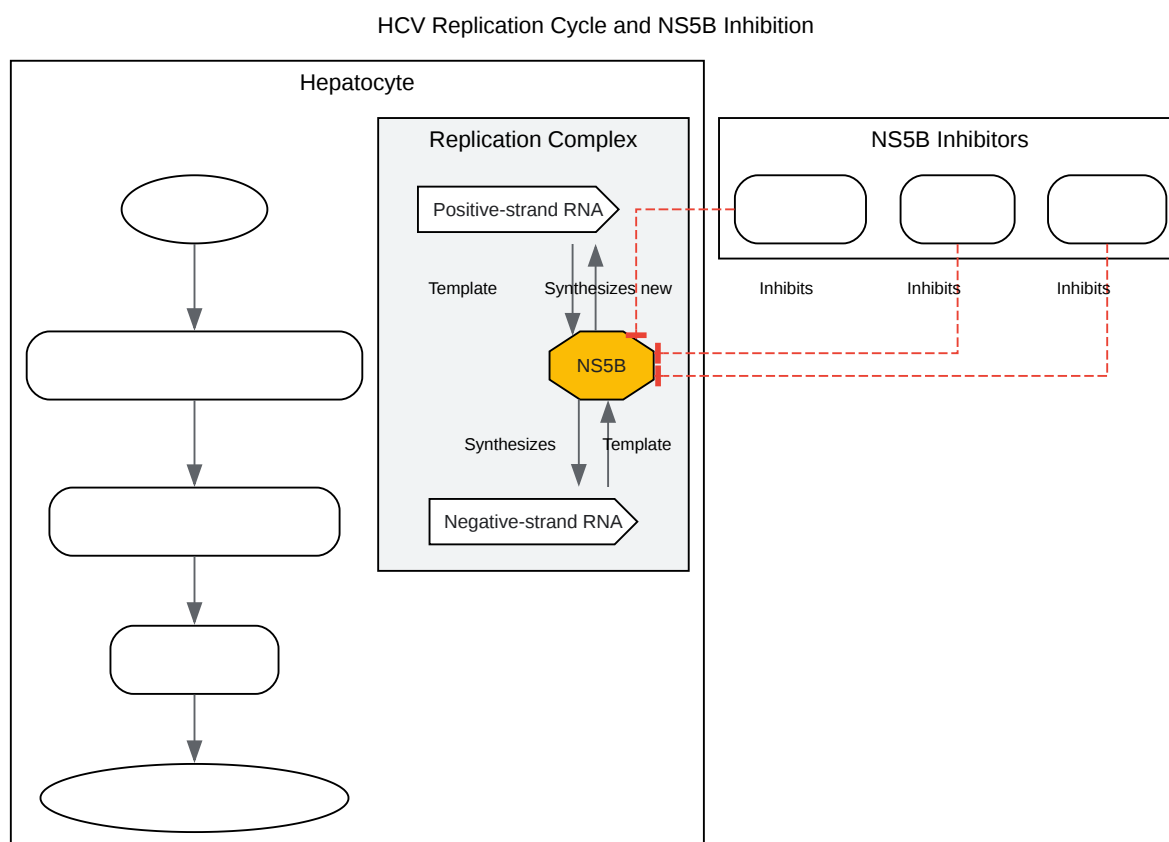 HCV Replication Cycle and NS5B Inhibition
Hepatocyte
Replication Complex
NS5B Inhibitors
Positive-strand RNA
Template
Synthesizes new
Inhibits
Inhibits
Inhibits
NS5B
Synthesizes
Template
Negative-strand RNA